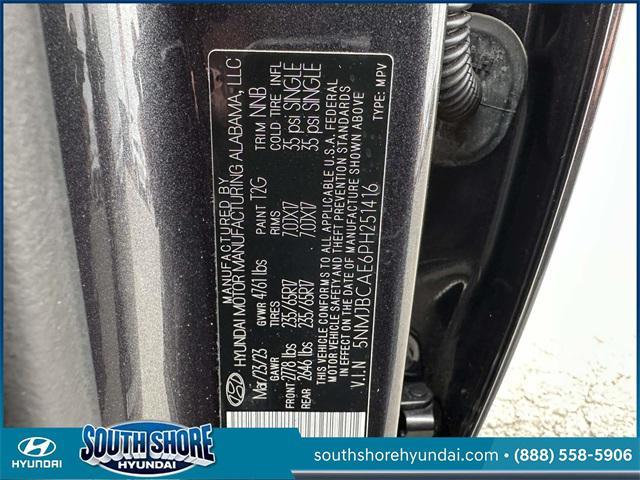 MANUFACTURED BY
HYUNDAI MOTOR MANUFACTURING ALABAMA, LLC
Mar/23/23 GVWR 4761 lbs PAINT T2G TRIM NNB
GAWR TIRES RIMS COLD TIRE INFL
FRONT 2778 lbs 235/65R17 7.0JX17 35 psi SINGLE
REAR 2646 lbs 235/65R17 7.0JX17 35 psi SINGLE
THIS VEHICLE CONFORMS TO ALL APPLICABLE U.S.A. FEDERAL
MOTOR VEHICLE SAFETY AND THEFT PREVENTION STANDARDS
IN EFFECT ON THE DATE OF MANUFACTURE SHOWN ABOVE.
V.I.N 5NMJBCAE6PH251416 TYPE: MPV
HYUNDAI
SOUTH SHORE
HYUNDAI
southshorehyundai.com • (888) 558-5906